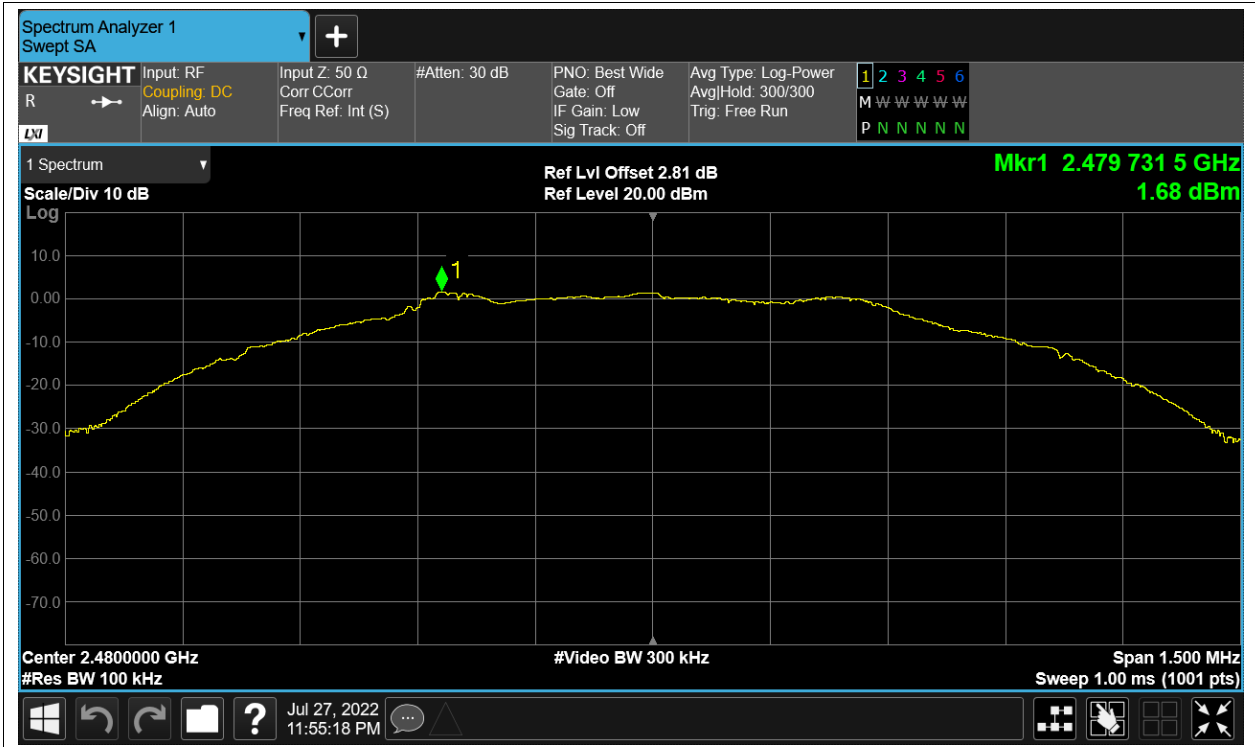 Spectrum Analyzer 1
Swept SA
+
KEYSIGHT
R
LXI
Input: RF
Coupling: DC
Align: Auto
Input Z: 50 Ω
Corr CCorr
Freq Ref: Int (S)
#Atten: 30 dB
PNO: Best Wide
Gate: Off
IF Gain: Low
Sig Track: Off
Avg Type: Log-Power
Avg|Hold: 300/300
Trig: Free Run
1 2 3 4 5 6
M W W W W W
P N N N N N
1 Spectrum
Scale/Div 10 dB
Log
Ref Lvl Offset 2.81 dB
Ref Level 20.00 dBm
Mkr1 2.479 731 5 GHz
1.68 dBm
1
10.0
0.00
-10.0
-20.0
-30.0
-40.0
-50.0
-60.0
-70.0
Center 2.4800000 GHz
#Video BW 300 kHz
Span 1.500 MHz
#Res BW 100 kHz
Sweep 1.00 ms (1001 pts)
?
Jul 27, 2022
11:55:18 PM